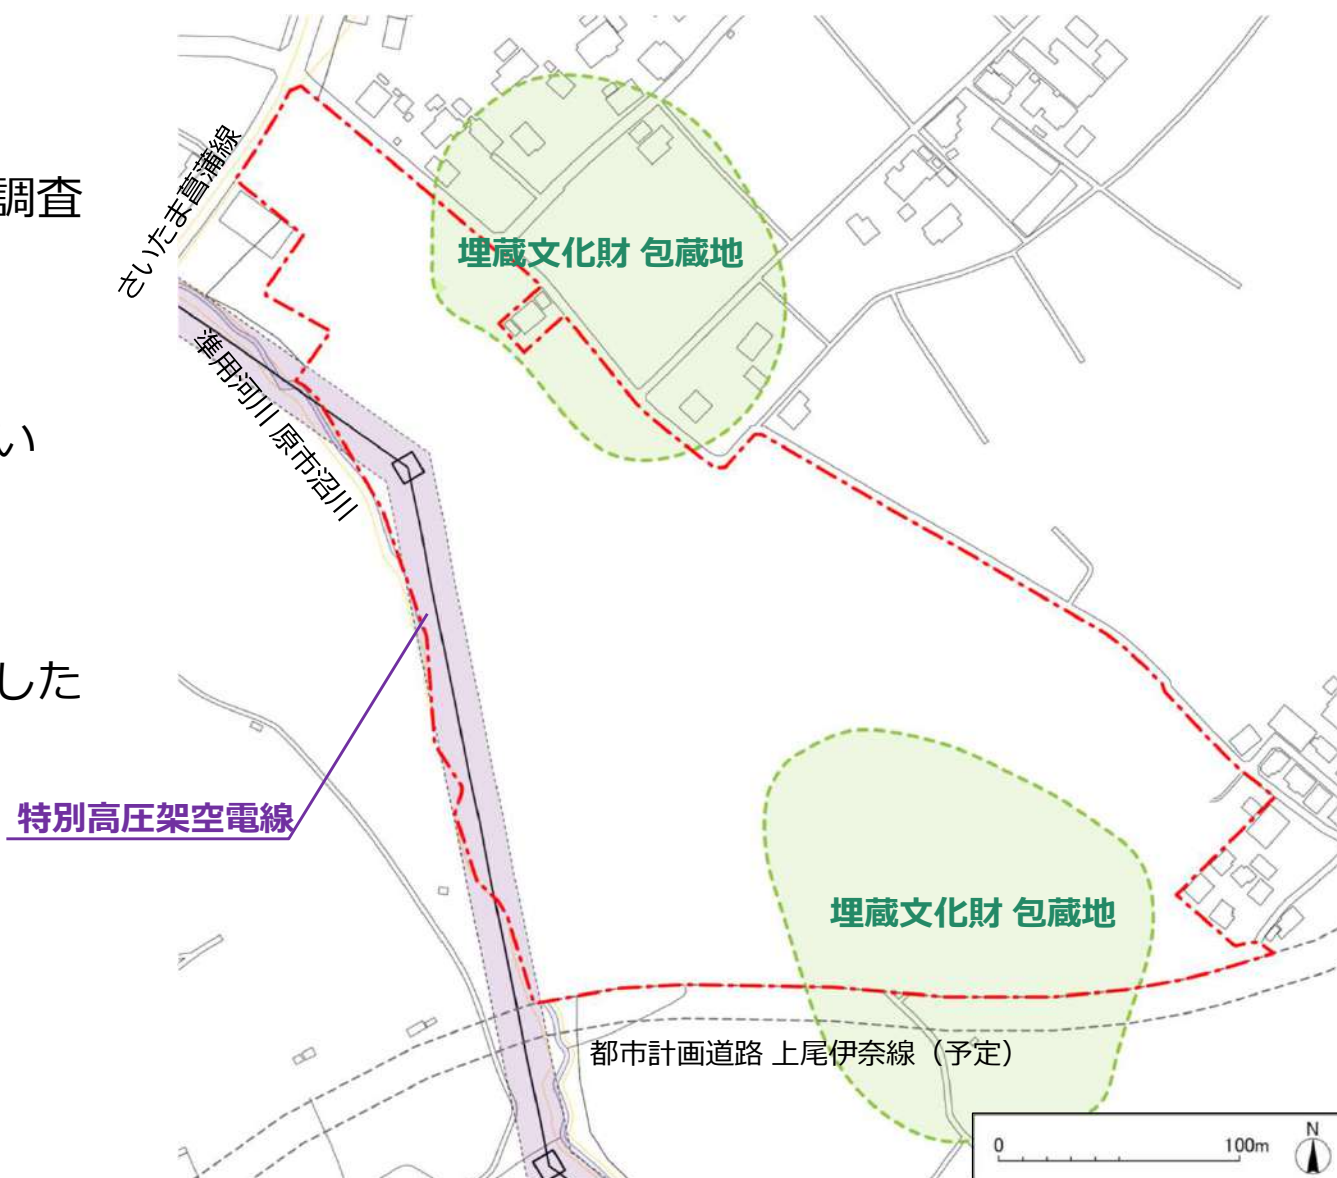 調査
い
した
さいたま菖蒲線
埋蔵文化財 包蔵地
準用河川 原市沼川
特別高圧架空電線
埋蔵文化財 包蔵地
都市計画道路 上尾伊奈線（予定）
0 100m
N